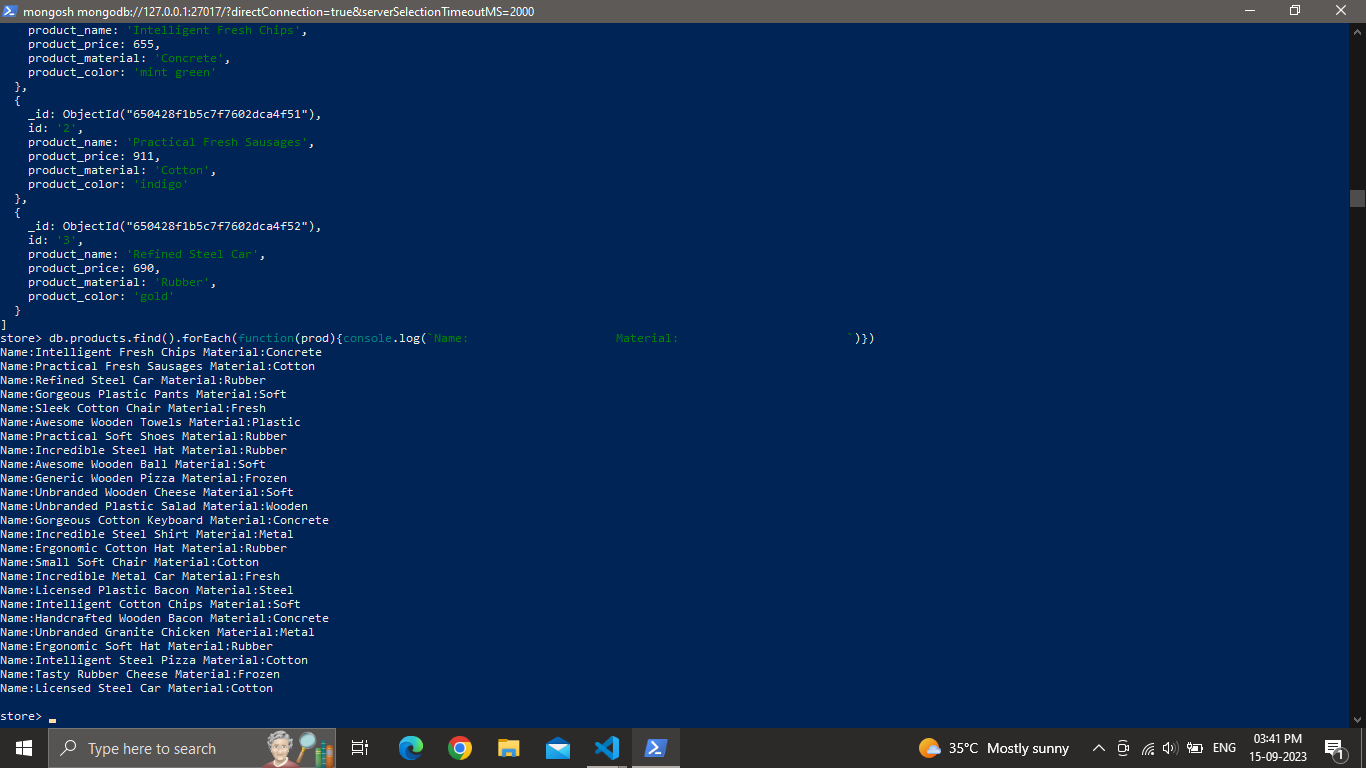 mongosh mongodb://127.0.0.1:27017/?directConnection=true&serverSelectionTimeoutMS=2000
    product_name: 'Intelligent Fresh Chips',
    product_price: 655,
    product_material: 'Concrete',
    product_color: 'mint green'
  },
  {
    _id: ObjectId("650428f1b5c7f7602dca4f51"),
    id: '2',
    product_name: 'Practical Fresh Sausages',
    product_price: 911,
    product_material: 'Cotton',
    product_color: 'indigo'
  },
  {
    _id: ObjectId("650428f1b5c7f7602dca4f52"),
    id: '3',
    product_name: 'Refined Steel Car',
    product_price: 690,
    product_material: 'Rubber',
    product_color: 'gold'
  }
]
store> db.products.find().forEach(function(prod){console.log(`Name:                     Material:                        `)})
Name:Intelligent Fresh Chips Material:Concrete
Name:Practical Fresh Sausages Material:Cotton
Name:Refined Steel Car Material:Rubber
Name:Gorgeous Plastic Pants Material:Soft
Name:Sleek Cotton Chair Material:Fresh
Name:Awesome Wooden Towels Material:Plastic
Name:Practical Soft Shoes Material:Rubber
Name:Incredible Steel Hat Material:Rubber
Name:Awesome Wooden Ball Material:Soft
Name:Generic Wooden Pizza Material:Frozen
Name:Unbranded Wooden Cheese Material:Soft
Name:Unbranded Plastic Salad Material:Wooden
Name:Gorgeous Cotton Keyboard Material:Concrete
Name:Incredible Steel Shirt Material:Metal
Name:Ergonomic Cotton Hat Material:Rubber
Name:Small Soft Chair Material:Cotton
Name:Incredible Metal Car Material:Fresh
Name:Licensed Plastic Bacon Material:Steel
Name:Intelligent Cotton Chips Material:Soft
Name:Handcrafted Wooden Bacon Material:Concrete
Name:Unbranded Granite Chicken Material:Metal
Name:Ergonomic Soft Hat Material:Rubber
Name:Intelligent Steel Pizza Material:Cotton
Name:Tasty Rubber Cheese Material:Frozen
Name:Licensed Steel Car Material:Cotton
store>
Type here to search
35°C Mostly sunny
ENG
03:41 PM
15-09-2023
1